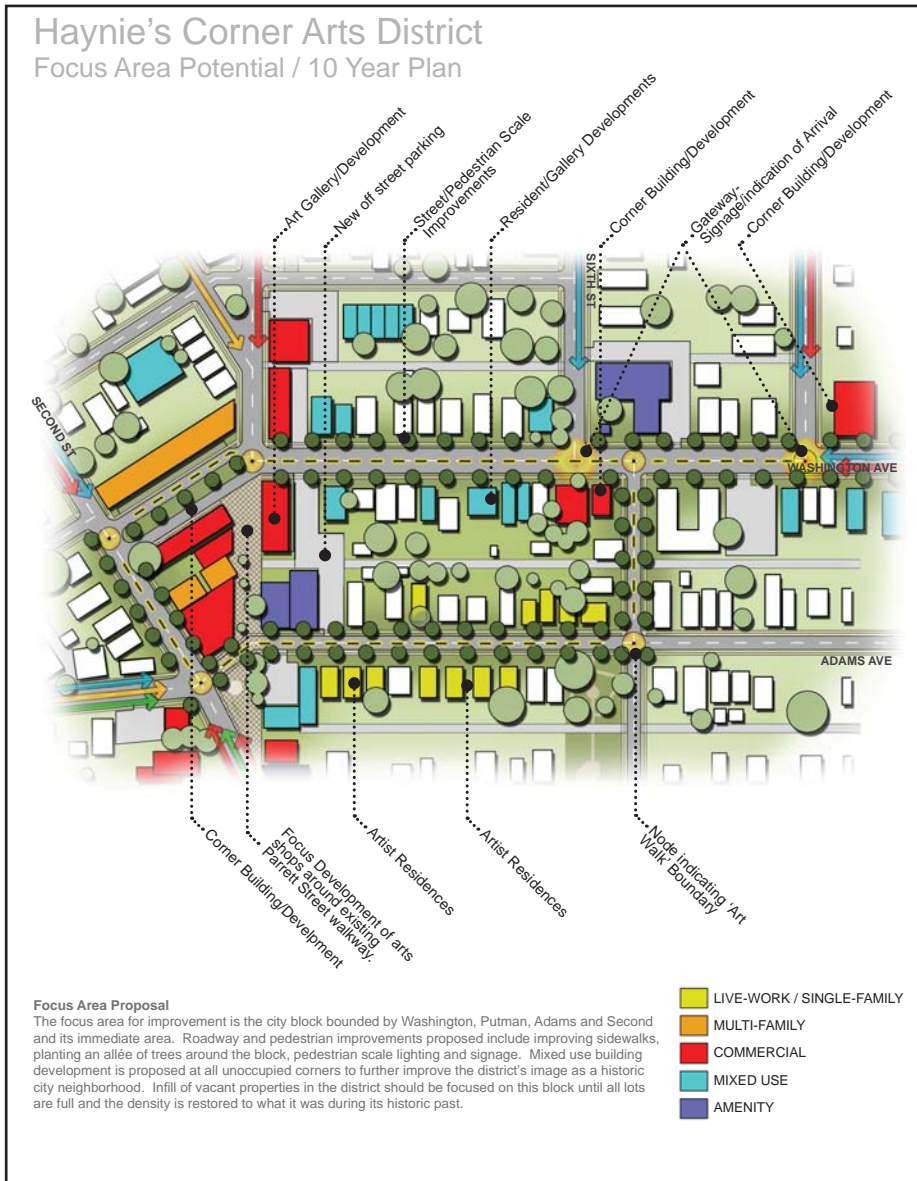 Haynie's Corner Arts District
Focus Area Potential / 10 Year Plan
Art Gallery/Development
New off street parking
Street/Pedestrian Scale
Improvements
Resident/Gallery Developments
Corner Building/Development
Gateway-
Signage/indication of Arrival
Corner Building/Development
SIXTH ST
SECOND ST
WASHINGTON AVE
ADAMS AVE
Corner Building/Develpment
Focus Development of arts
shops around existing
Parrett Street walkway.
Artist Residences
Artist Residences
Node indicating 'Art
Walk' Boundary
Focus Area Proposal
The focus area for improvement is the city block bounded by Washington, Putman, Adams and Second
and its immediate area. Roadway and pedestrian improvements proposed include improving sidewalks,
planting an allée of trees around the block, pedestrian scale lighting and signage. Mixed use building
development is proposed at all unoccupied corners to further improve the district's image as a historic
city neighborhood. Infill of vacant properties in the district should be focused on this block until all lots
are full and the density is restored to what it was during its historic past.
LIVE-WORK / SINGLE-FAMILY
MULTI-FAMILY
COMMERCIAL
MIXED USE
AMENITY